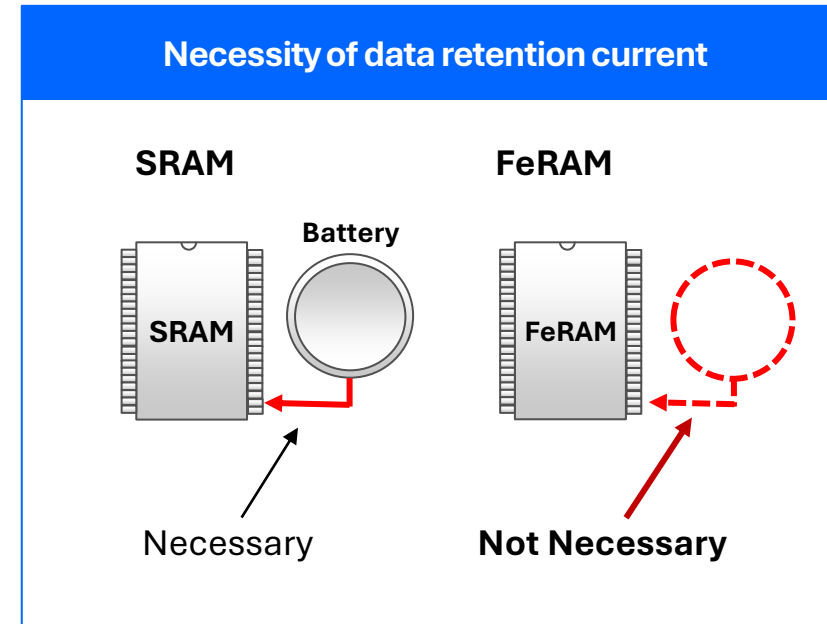 Necessity of data retention current
SRAM
FeRAM
Battery
SRAM
FeRAM
Necessary
Not Necessary